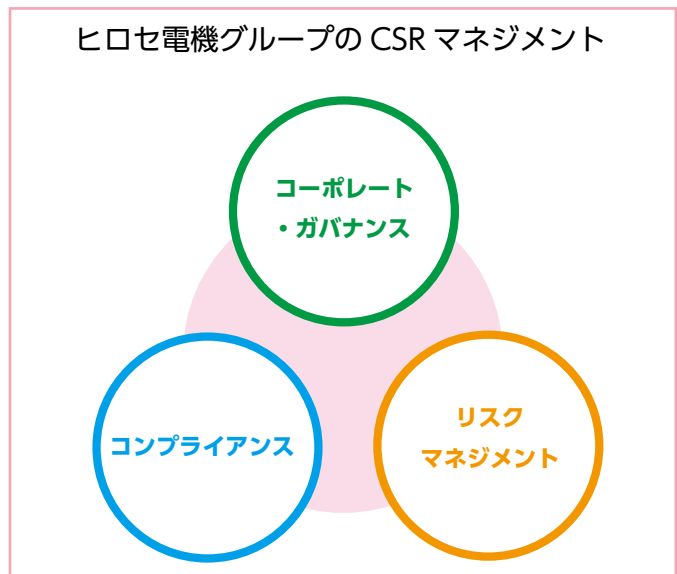 ヒロセ電機グループの CSR マネジメント
コーポレート
・ガバナンス
コンプライアンス
リスク
マネジメント